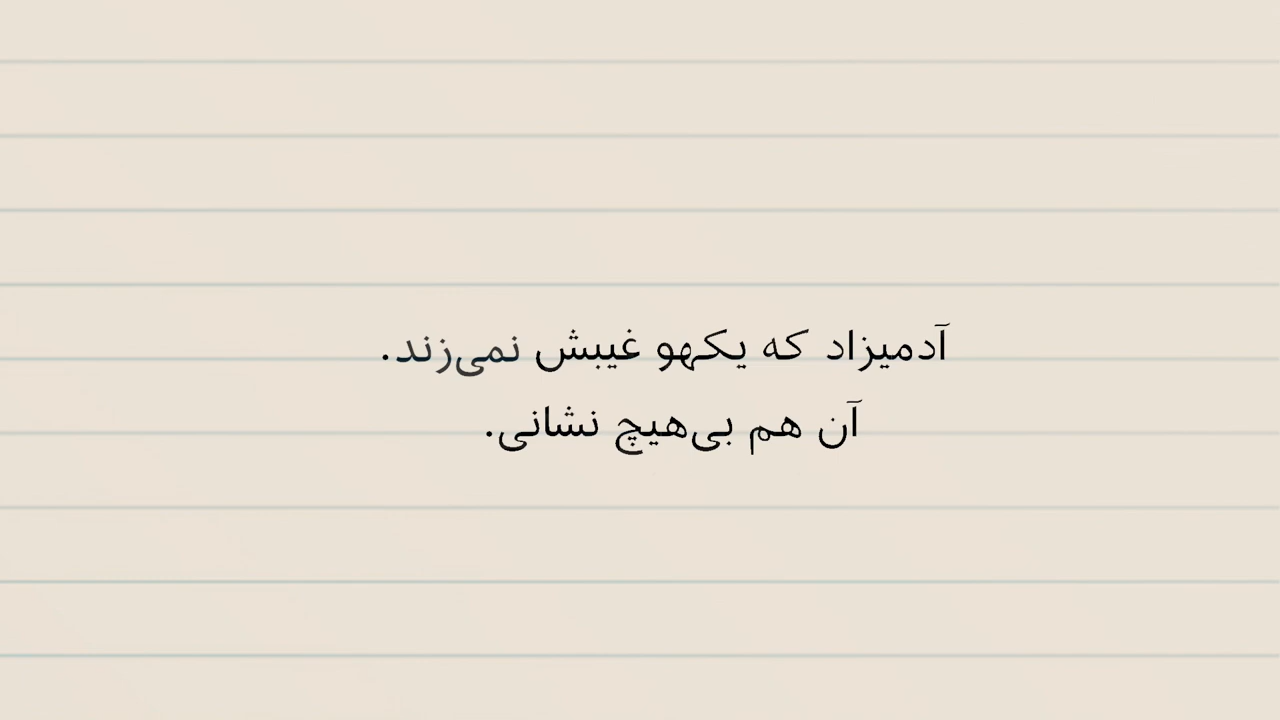 آدمیزاد که یکهو غیبش نمی‌زند.
آن هم بی‌هیچ نشانی.